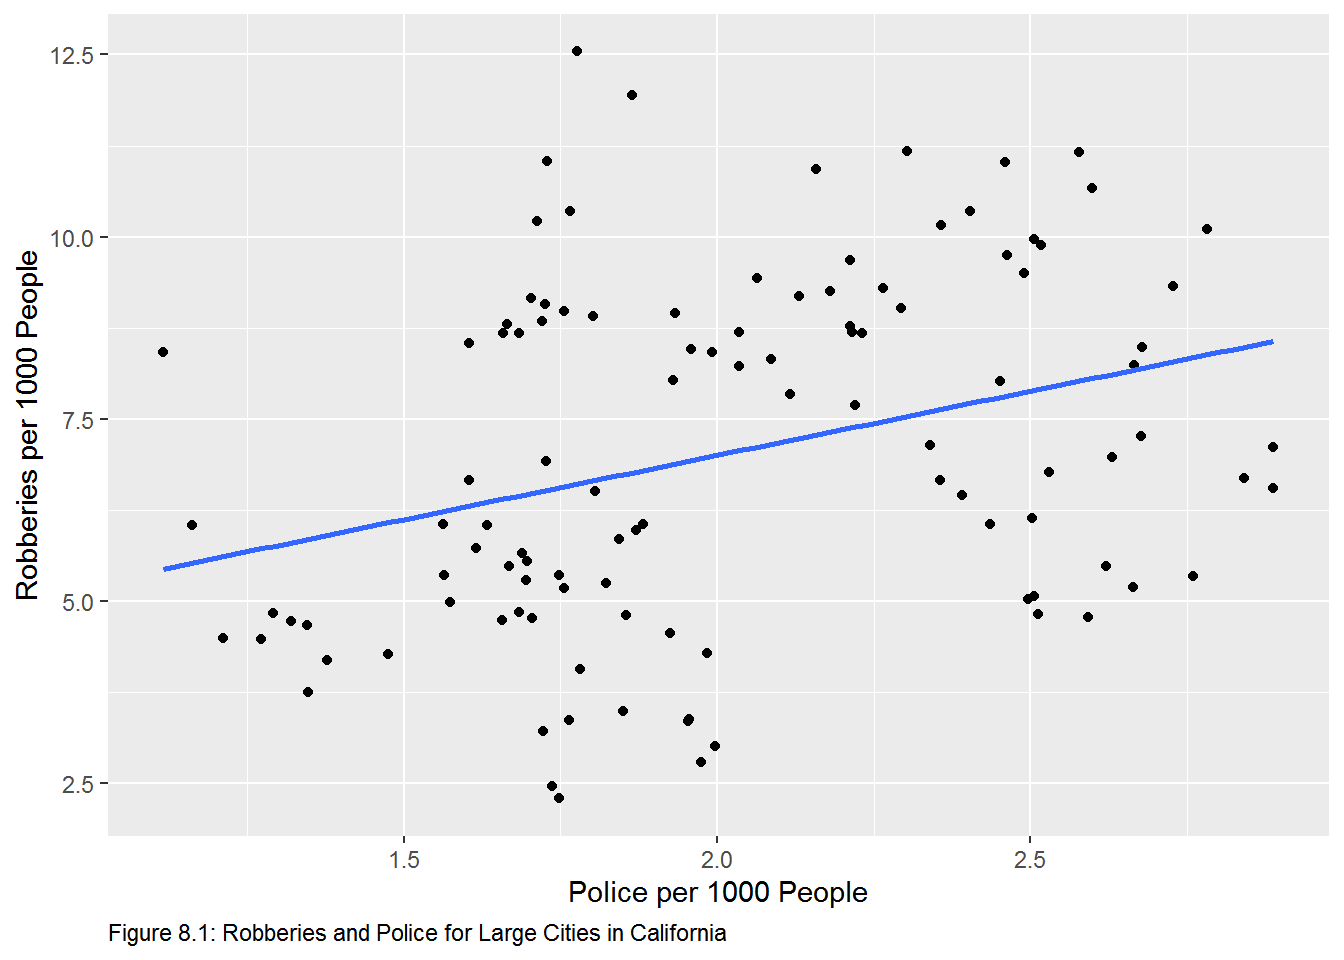 12.5
10.0
7.5
5.0
2.5
Robberies per 1000 People
1.5
2.0
2.5
Police per 1000 People
Figure 8.1: Robberies and Police for Large Cities in California